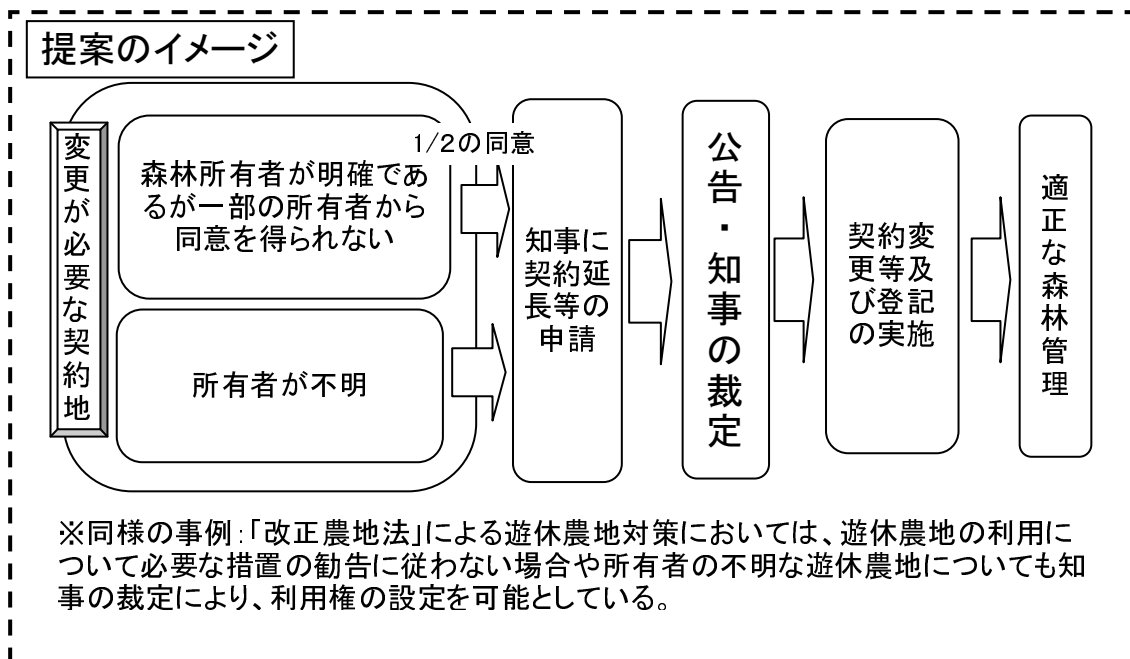 提案のイメージ
変更が必要な契約地
森林所有者が明確であ
るが一部の所有者から
同意を得られない
1/2の同意
所有者が不明
知事に
契約延
長等の
申請
公告・知事の裁定
契約変
更等及
び登記
の実施
適正な森林管理
※同様の事例:「改正農地法」による遊休農地対策においては、遊休農地の利用に
ついて必要な措置の勧告に従わない場合や所有者の不明な遊休農地についても知
事の裁定により、利用権の設定を可能としている。